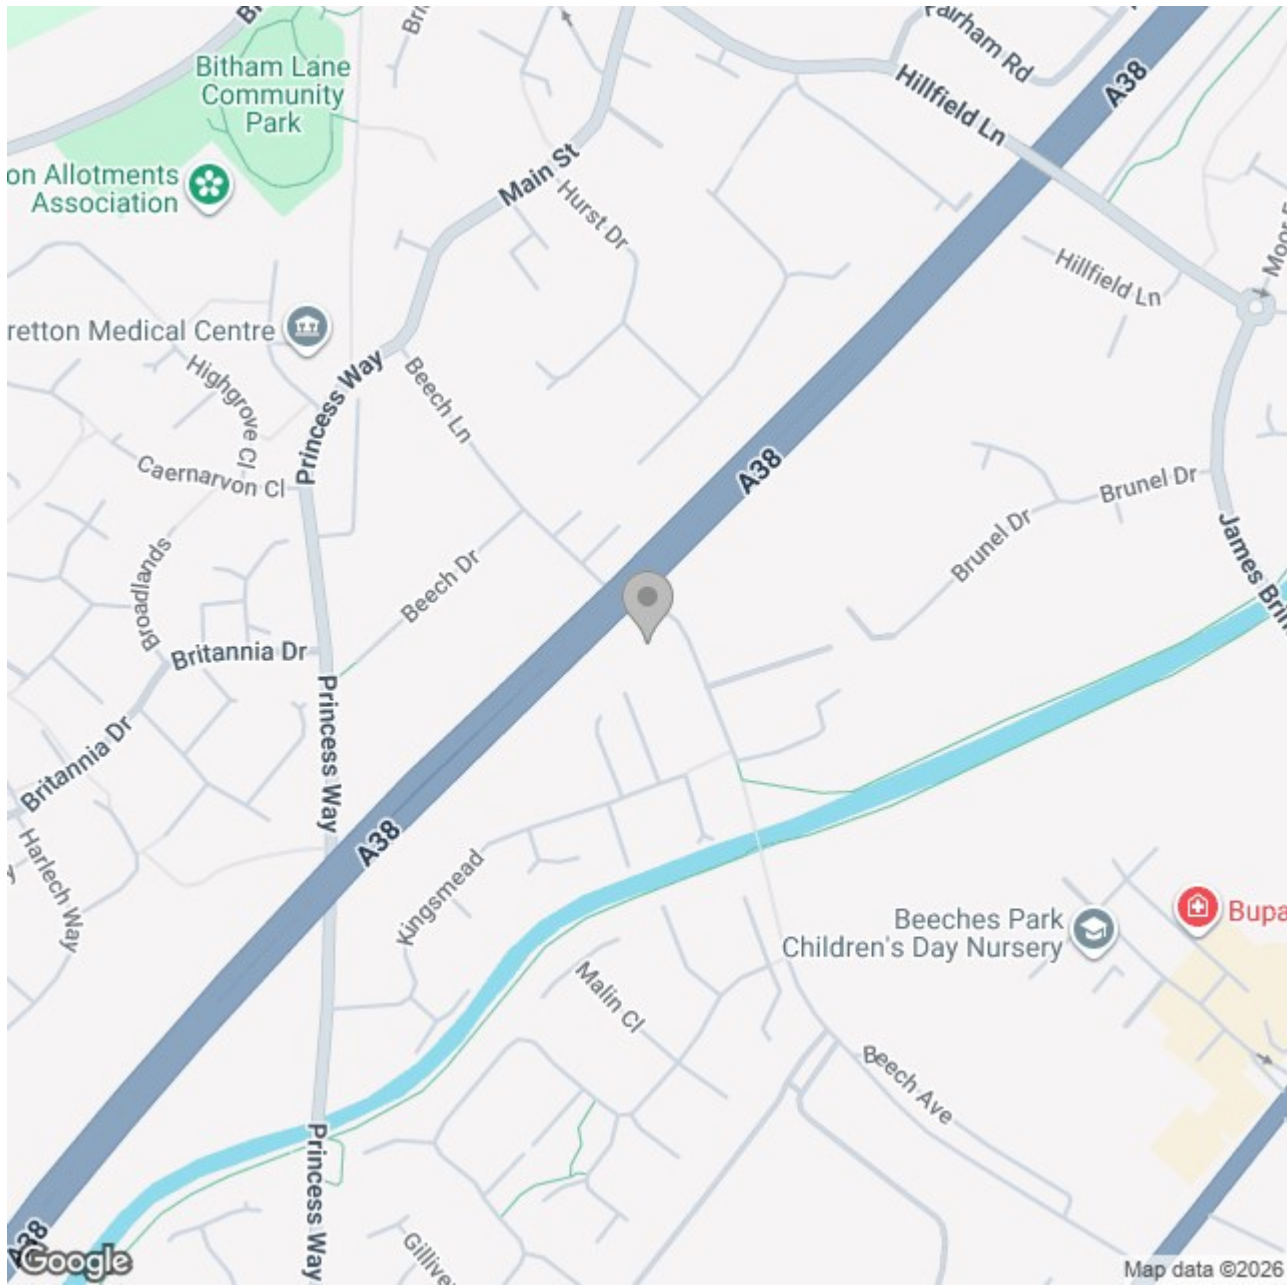 Fairham Rd
A38
Hillfield Ln
Bitham Lane
Community
Park
on Allotments
Association
Main St
Hurst Dr
Hillfield Ln
retton Medical Centre
Princess Way
Highgrove Cl
Beech Ln
Caernarvon Cl
A38
Brunel Dr
Brunel Dr
Broadlands
Beech Dr
Britannia Dr
Princess Way
Britannia Dr
A38
Harlech Way
Kingsmead
Beeches Park
Children's Day Nursery
Bupa
Malin Cl
Beech Ave
Princess Way
A38
Google
Map data ©2026